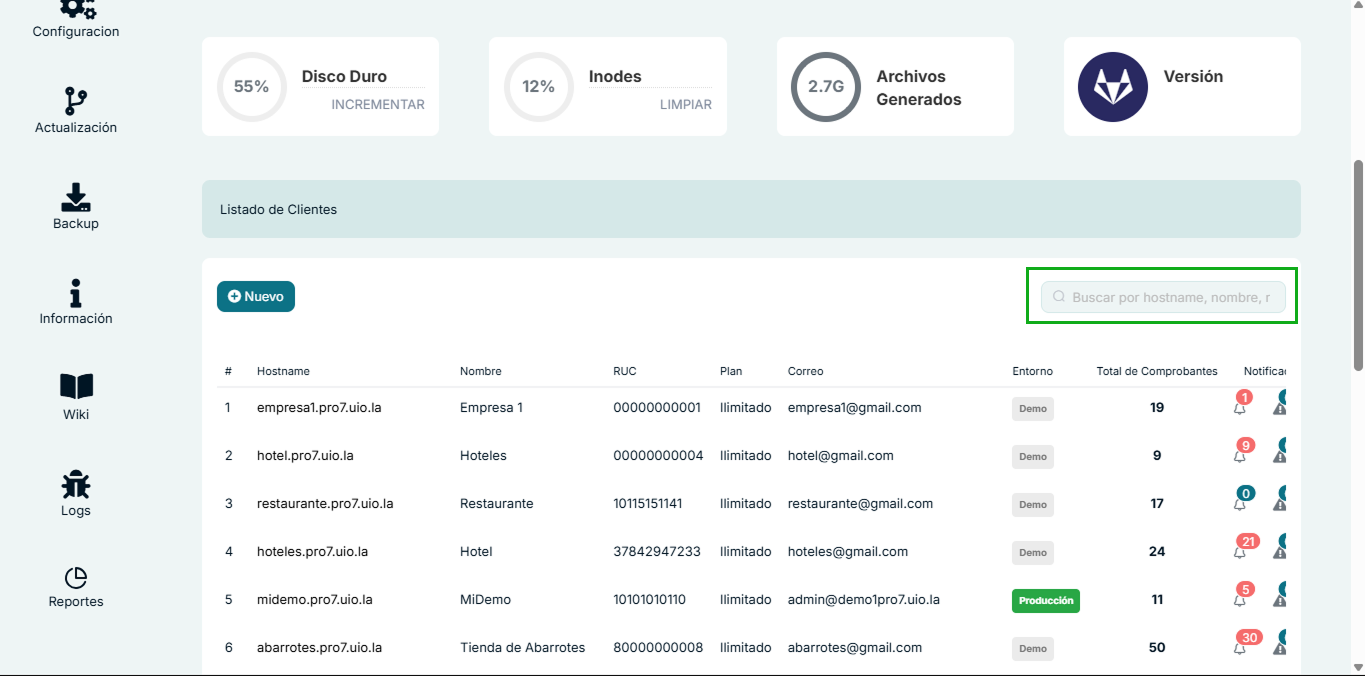 Configuracion
Actualización
Backup
Información
Wiki
Logs
Reportes
55%
Disco Duro
INCREMENTAR
12%
Inodes
LIMPIAR
2.7G
Archivos
Generados
Versión
Listado de Clientes
Nuevo
Buscar por hostname, nombre, r
# Hostname Nombre RUC Plan Correo Entorno Total de Comprobantes Notificac
1 empresa1.pro7.uio.la Empresa 1 00000000001 Ilimitado empresa1@gmail.com Demo 19 1
2 hotel.pro7.uio.la Hoteles 00000000004 Ilimitado hotel@gmail.com Demo 9 9
3 restaurante.pro7.uio.la Restaurante 10115151141 Ilimitado restaurante@gmail.com Demo 17 0
4 hoteles.pro7.uio.la Hotel 37842947233 Ilimitado hoteles@gmail.com Demo 24 21
5 midemo.pro7.uio.la MiDemo 10101010110 Ilimitado admin@demo1pro7.uio.la Producción 11 5
6 abarrotes.pro7.uio.la Tienda de Abarrotes 80000000008 Ilimitado abarrotes@gmail.com Demo 50 30